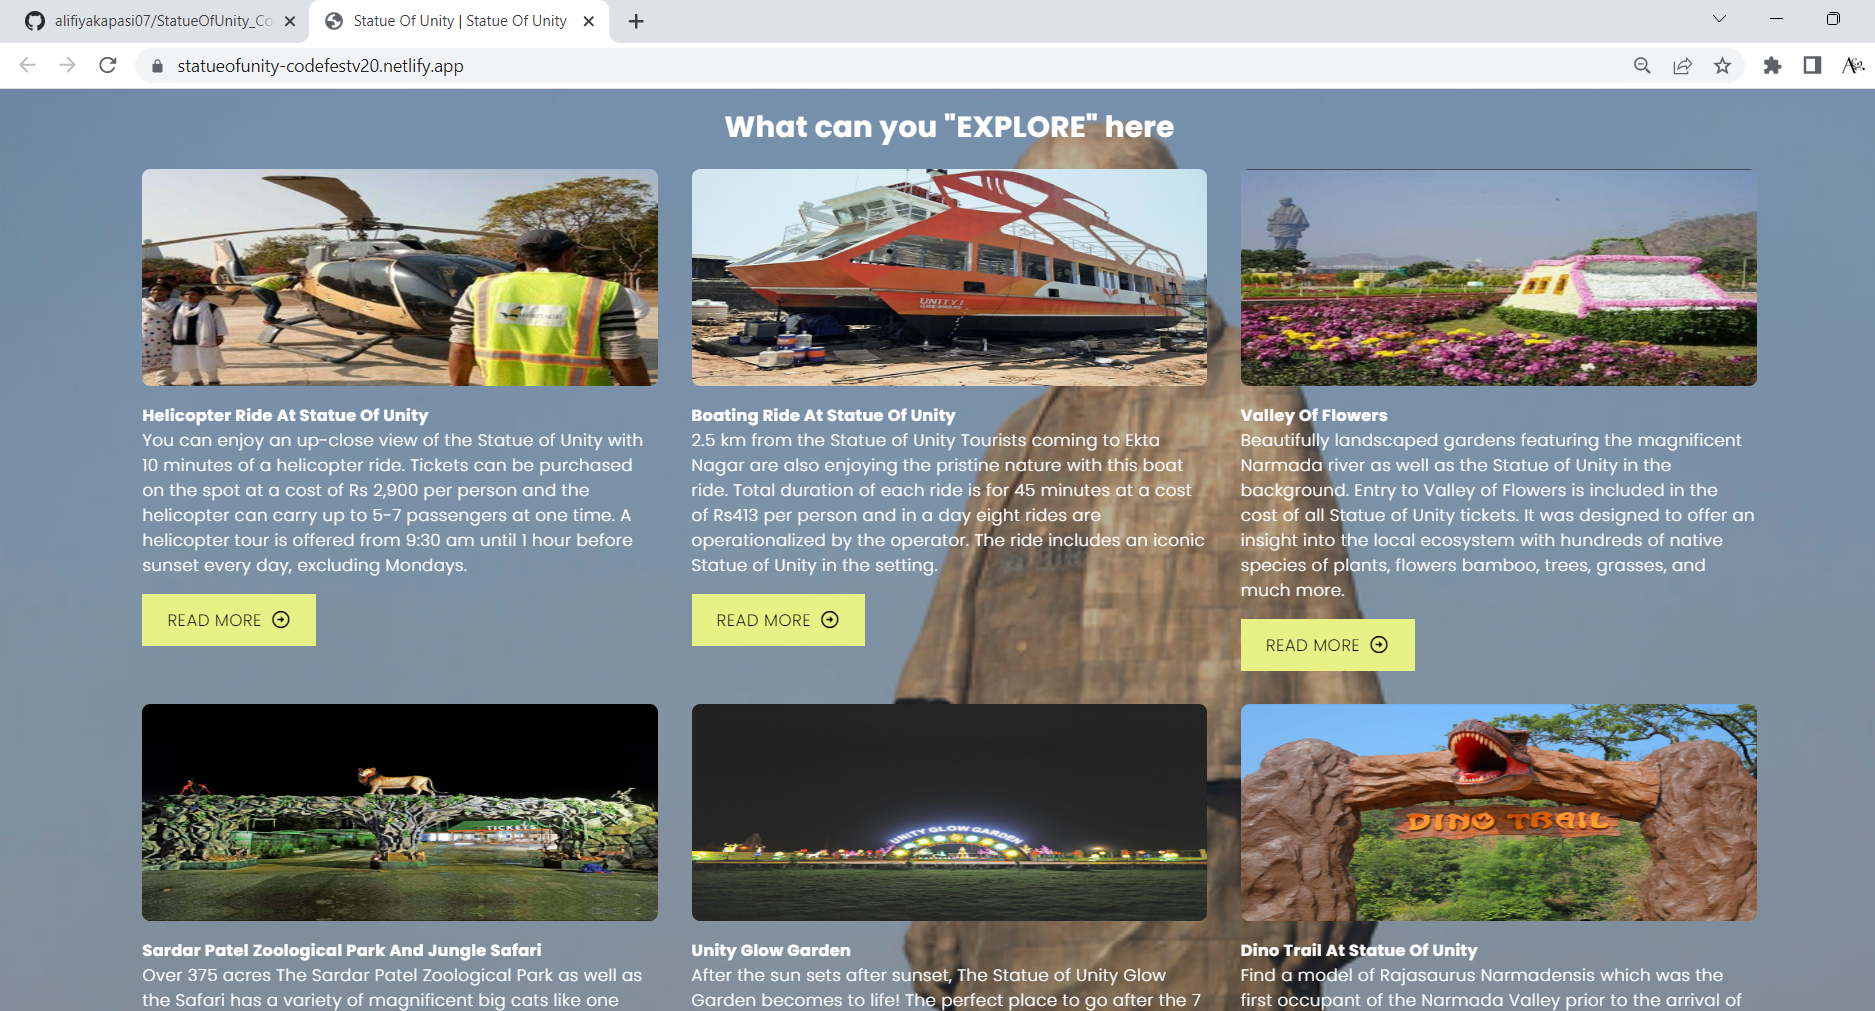 alifiyakapasi07/StatueOfUnity_Co
Statue Of Unity | Statue Of Unity
statueofunity-codefestv20.netlify.app
What can you "EXPLORE" here
UNITY 1
Helicopter Ride At Statue Of Unity
You can enjoy an up-close view of the Statue of Unity with
10 minutes of a helicopter ride. Tickets can be purchased
on the spot at a cost of Rs 2,900 per person and the
helicopter can carry up to 5-7 passengers at one time. A
helicopter tour is offered from 9:30 am until 1 hour before
sunset every day, excluding Mondays.
READ MORE
Boating Ride At Statue Of Unity
2.5 km from the Statue of Unity Tourists coming to Ekta
Nagar are also enjoying the pristine nature with this boat
ride. Total duration of each ride is for 45 minutes at a cost
of Rs413 per person and in a day eight rides are
operationalized by the operator. The ride includes an iconic
Statue of Unity in the setting.
READ MORE
Valley Of Flowers
Beautifully landscaped gardens featuring the magnificent
Narmada river as well as the Statue of Unity in the
background. Entry to Valley of Flowers is included in the
cost of all Statue of Unity tickets. It was designed to offer an
insight into the local ecosystem with hundreds of native
species of plants, flowers bamboo, trees, grasses, and
much more.
READ MORE
TICKETS
UNITY GLOW GARDEN
DINO TRAIL
Sardar Patel Zoological Park And Jungle Safari
Over 375 acres The Sardar Patel Zoological Park as well as
the Safari has a variety of magnificent big cats like one
Unity Glow Garden
After the sun sets after sunset, The Statue of Unity Glow
Garden becomes to life! The perfect place to go after the 7
Dino Trail At Statue Of Unity
Find a model of Rajasaurus Narmadensis which was the
first occupant of the Narmada Valley prior to the arrival of